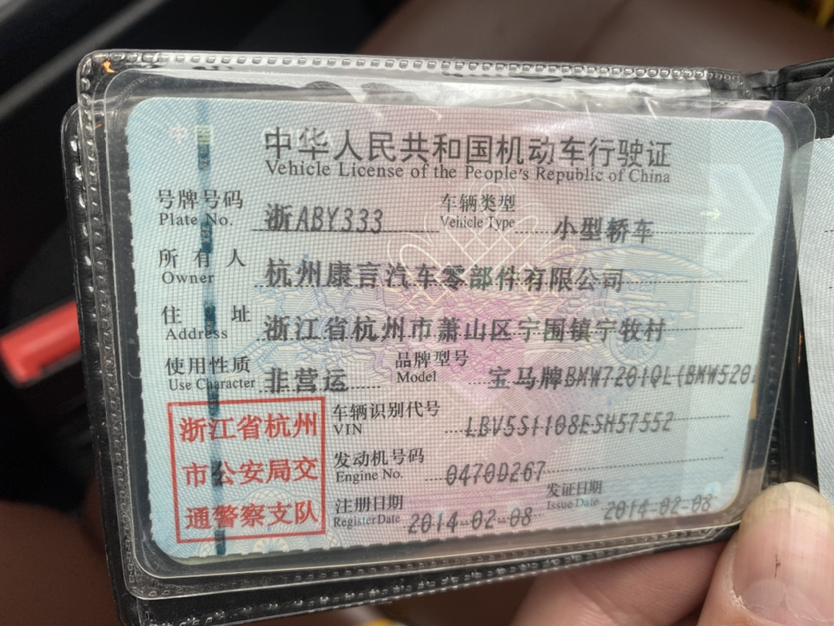 中华人民共和国机动车行驶证
Vehicle License of the People's Republic of China
号牌号码 浙ABY333 车辆类型 小型轿车
Plate No. Vehicle Type
所有人 杭州康言汽车零部件有限公司
Owner
住址 浙江省杭州市萧山区宁围镇宁牧村
Address
使用性质 非营运 品牌型号 宝马牌BMW7201QL(BMW520
Use Character Model
浙江省杭州
市公安局交
通警察支队
车辆识别代号 LBV5S1108ESH57552
VIN
发动机号码 0470D267
Engine No.
注册日期 2014-02-08 发证日期 2014-02-08
Register Date Issue Date